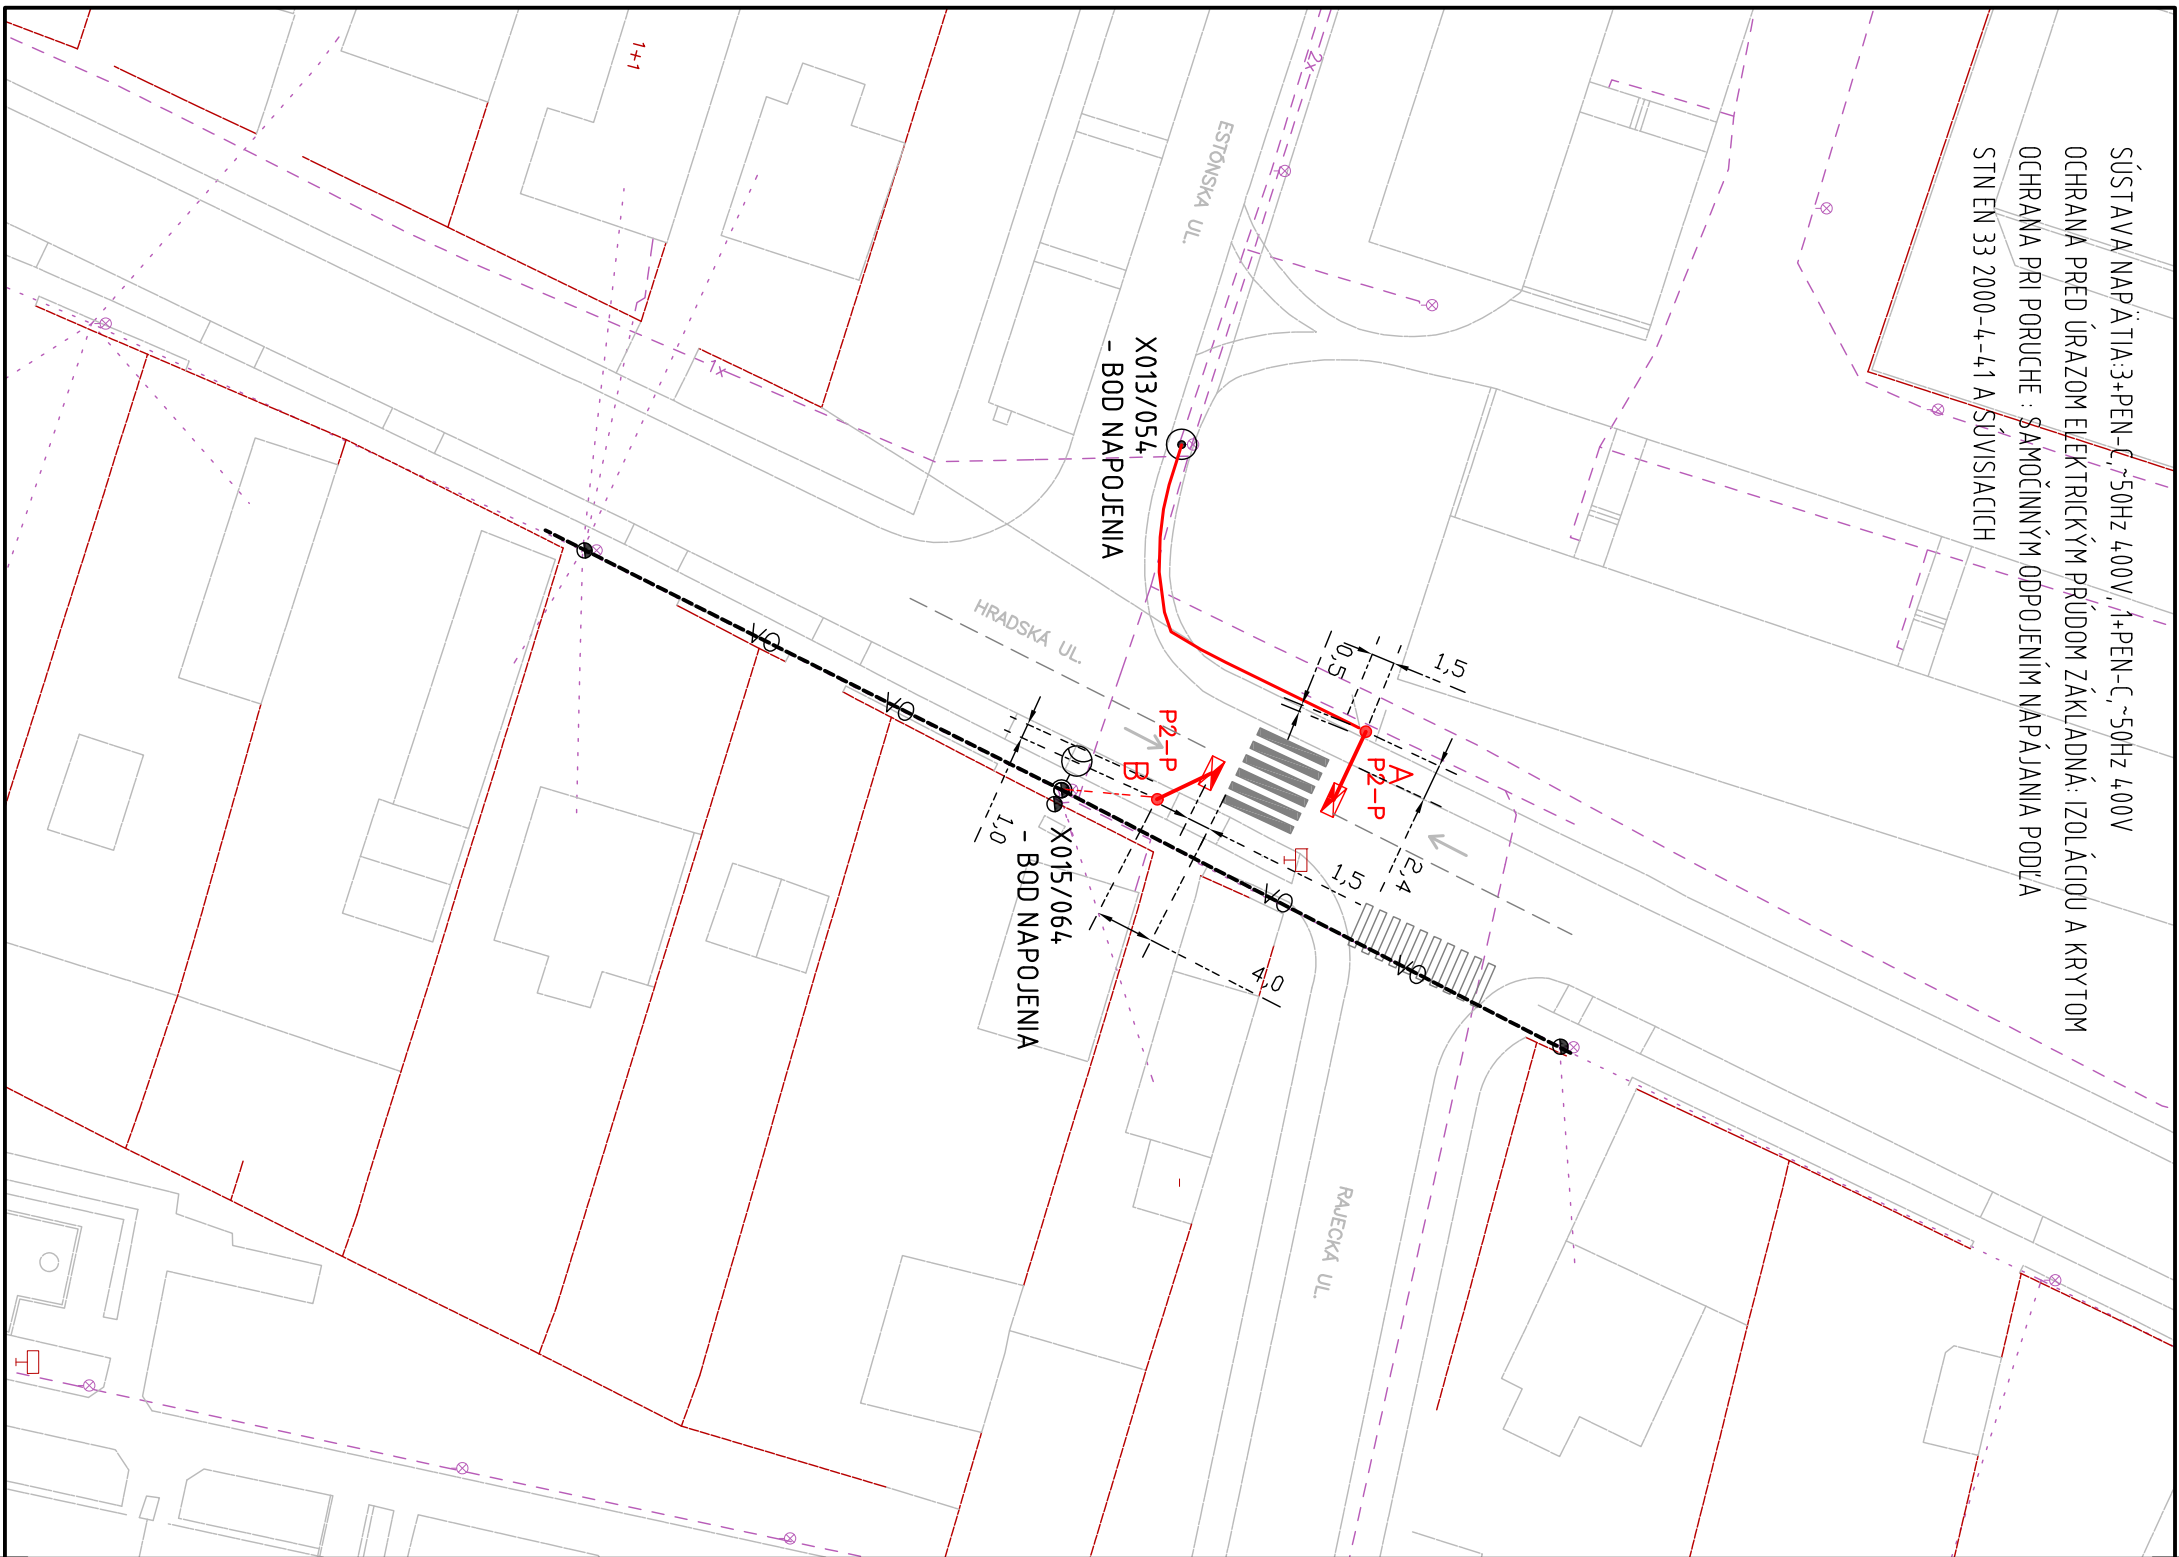 SÚSTAVA NAPÄTIA:3+PEN-C,~50Hz 400V, 1+PEN-C,~50Hz 400V
OCHRANA PRED ÚRAZOM ELEKTRICKÝM PRÚDOM ZÁKLADNÁ: IZOLÁCIOU A KRYTOM
OCHRANA PRI PORUCHE : SAMOČINNÝM ODPOJENÍM NAPÁJANIA PODĽA
STN EN 33 2000-4-41 A SÚVISIACICH
1,5
0,5
A
P2-P
2,4
2x
ESTÓNSKA UL.
RAJECKÁ UL.
1,5
4,0
P2-P
B
X013/054
- BOD NAPOJENIA
HRADSKÁ UL.
X015/064
- BOD NAPOJENIA
1,0
1x
1+1
VO
VO
VO
VO